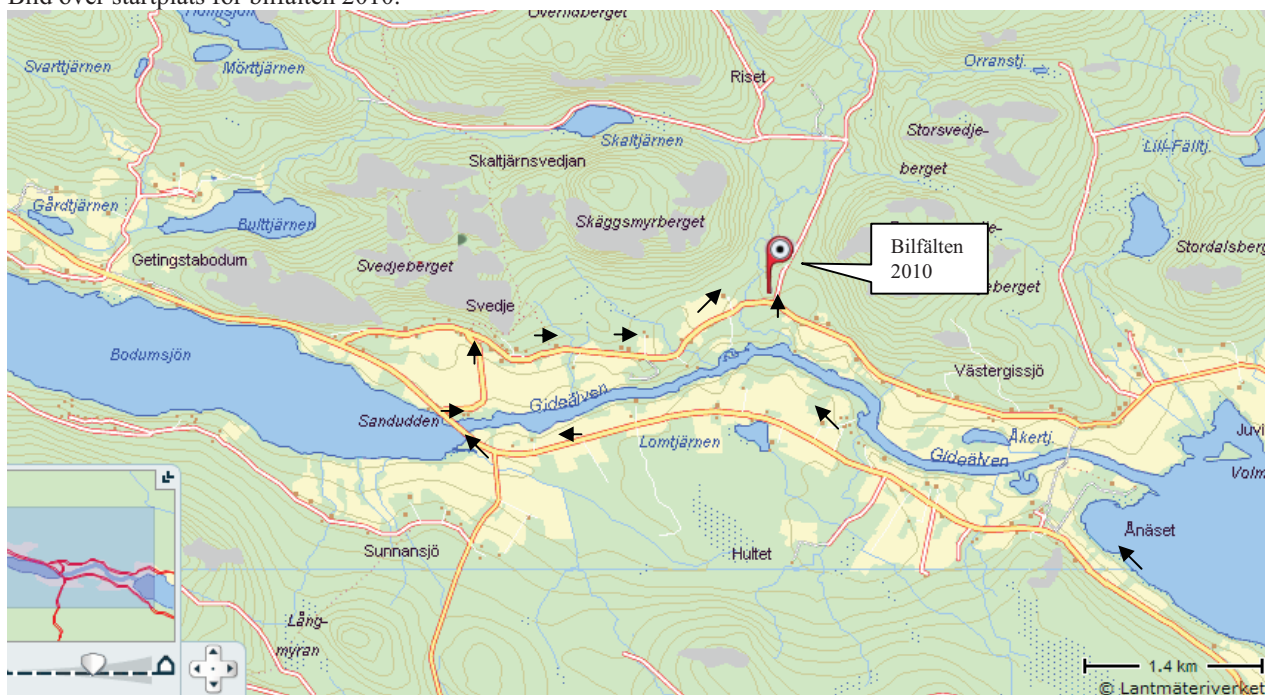 Bild över startplats för bilfälten 2010.
Överlidberget
Svarttjärnen
Mörttjärnen
Riset
Orranstj.
Skaltjärnen
Storsvedje-
berget
Lill-Fälltj.
Skaltjärnsvedjan
Gårdtjärnen
Bulttjärnen
Skäggsmyrberget
Bilfälten
2010
Stordalsberg
Getingstabodum
Svedjeberget
Svedje
Bodumsjön
Västergissjö
Gideälven
Sandudden
Lomtjärnen
Åkertj.
Juvi
Gideälven
Volm
Sunnansjö
Hultet
Ånäset
Lång-
myran
1.4 km
© Lantmäteriverket